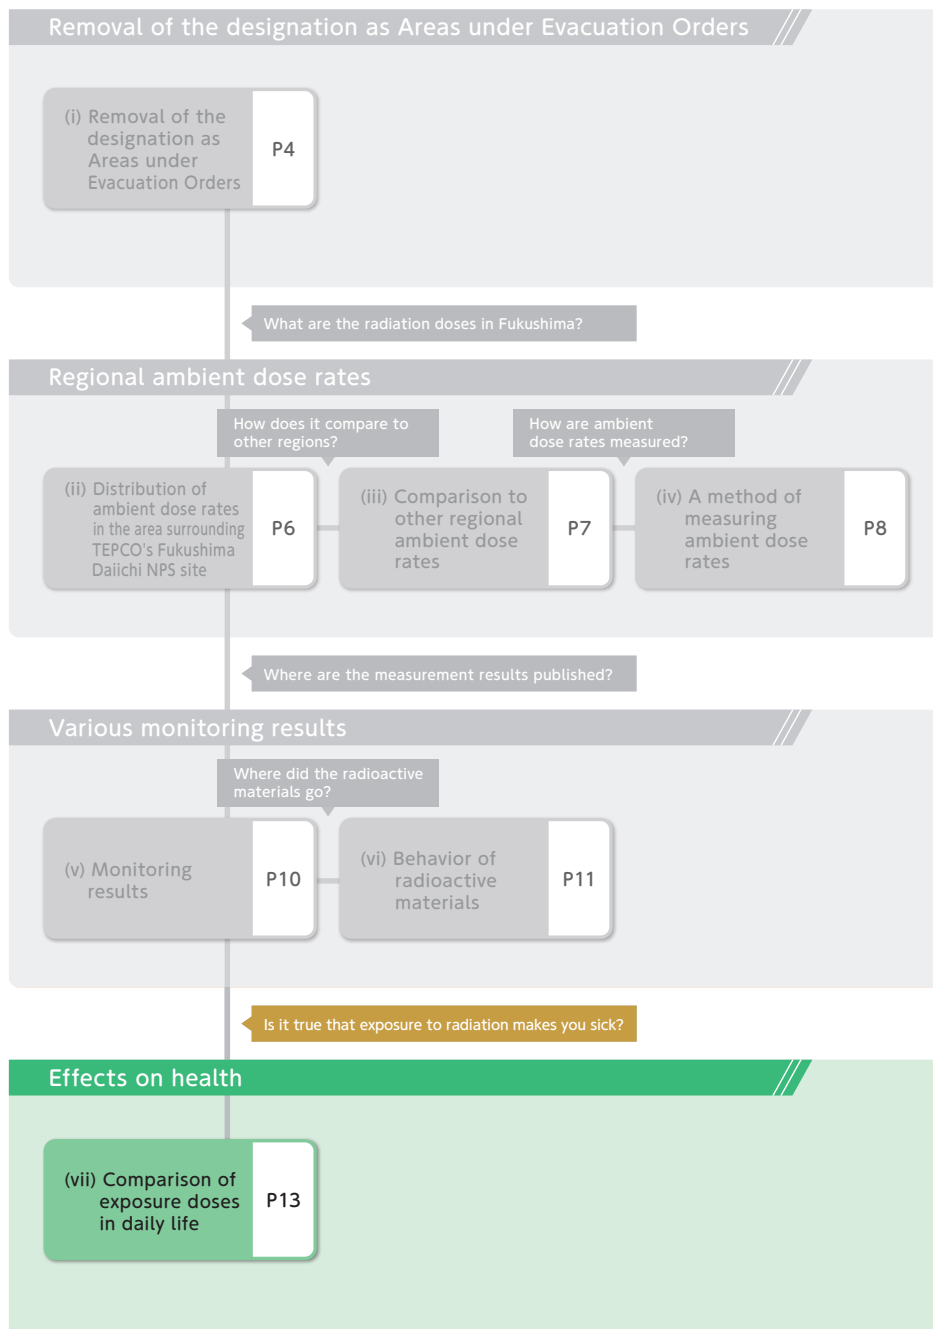 Removal of the designation as Areas under Evacuation Orders
(i) Removal of the
designation as
Areas under
Evacuation Orders
P4
What are the radiation doses in Fukushima?
Regional ambient dose rates
How does it compare to
other regions?
How are ambient
dose rates measured?
(ii) Distribution of
ambient dose rates
in the area surrounding
TEPCO's Fukushima
Daiichi NPS site
P6
(iii) Comparison to
other regional
ambient dose
rates
P7
(iv) A method of
measuring
ambient dose
rates
P8
Where are the measurement results published?
Various monitoring results
Where did the radioactive
materials go?
(v) Monitoring
results
P10
(vi) Behavior of
radioactive
materials
P11
Is it true that exposure to radiation makes you sick?
Effects on health
(vii) Comparison of
exposure doses
in daily life
P13